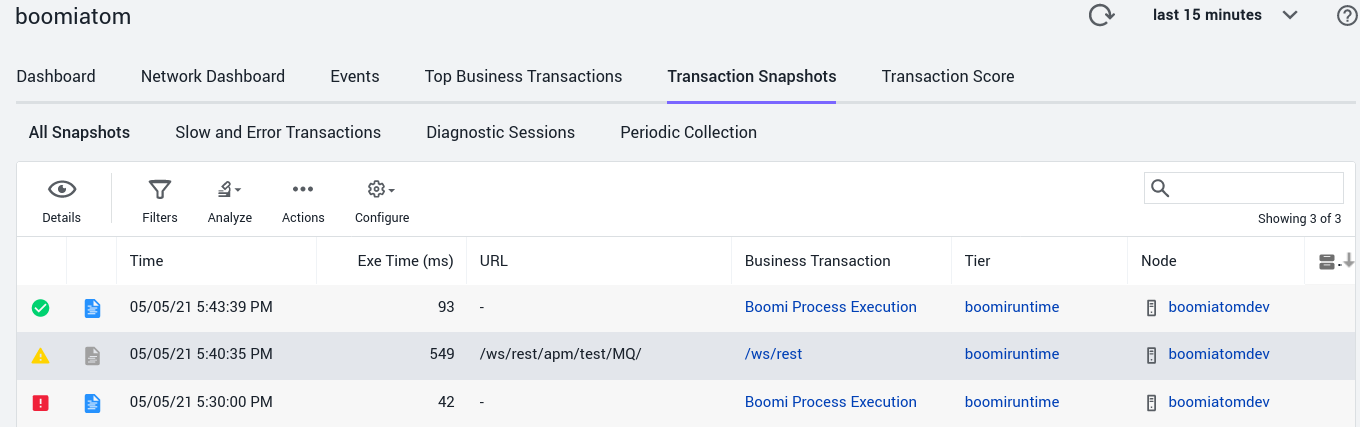 boomiatom
last 15 minutes
Dashboard Network Dashboard Events Top Business Transactions Transaction Snapshots Transaction Score
All Snapshots Slow and Error Transactions Diagnostic Sessions Periodic Collection
Details Filters Analyze Actions Configure
Showing 3 of 3
Time Exe Time (ms) URL Business Transaction Tier Node
05/05/21 5:43:39 PM 93 - Boomi Process Execution boomiruntime boomiatomdev
05/05/21 5:40:35 PM 549 /ws/rest/apm/test/MQ/ /ws/rest boomiruntime boomiatomdev
05/05/21 5:30:00 PM 42 - Boomi Process Execution boomiruntime boomiatomdev